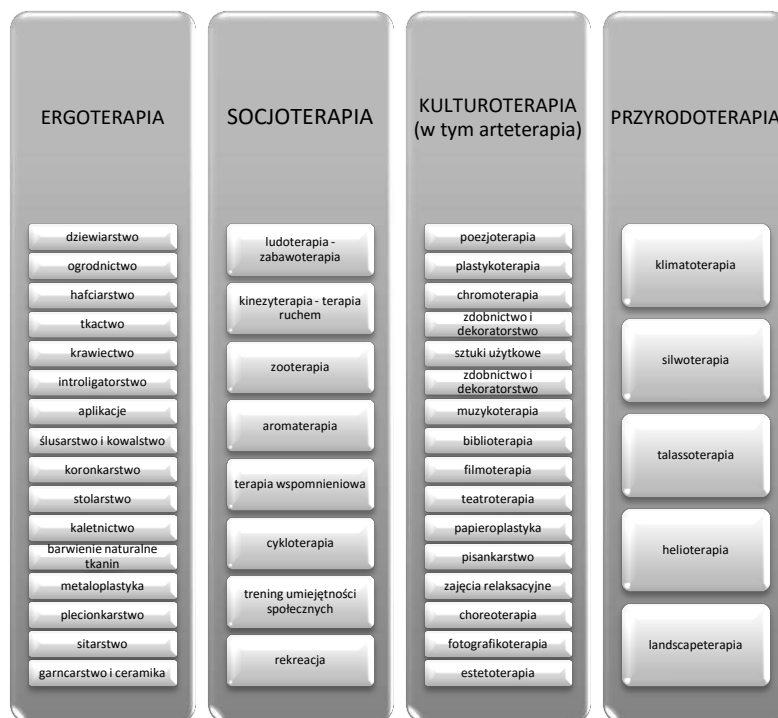 ERGOTERAPIA
dziewiarstwo
ogrodnictwo
hafciarstwo
tkactwo
krawiectwo
introligatorstwo
aplikacje
ślusarstwo i kowalstwo
koronkarstwo
stolarstwo
kaletnictwo
barwienie naturalne
tkanin
metaloplastyka
plecionkarstwo
sitarstwo
garncarstwo i ceramika
SOCJOTERAPIA
ludoterapia -
zabawoterapia
kinezyterapia - terapia
ruchem
zooterapia
aromaterapia
terapia wspomnieniowa
cykloterapia
trening umiejętności
społecznych
rekreacja
KULTUROTERAPIA
(w tym arteterapia)
poezjoterapia
plastykoterapia
chromoterapia
zdobnictwo i
dekoratorstwo
sztuki użytkowe
zdobnictwo i
dekoratorstwo
muzykoterapia
biblioterapia
filmoterapia
teatroterapia
papieroplastyka
pisankarstwo
zajęcia relaksacyjne
choreoterapia
fotografikoterapia
estetoterapia
PRZYRODOTERAPIA
klimatoterapia
silwoterapia
talassoterapia
helioterapia
landscapeterapia